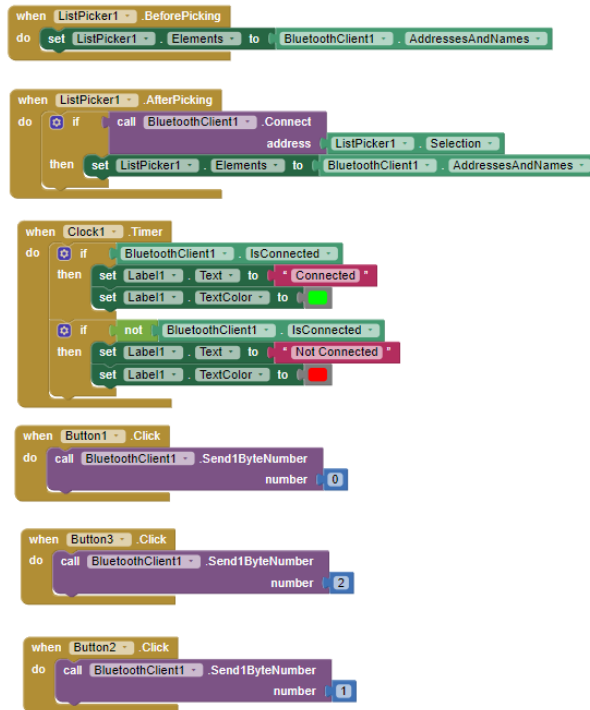 when ListPicker1 .BeforePicking
do set ListPicker1 . Elements to BluetoothClient1 . AddressesAndNames
when ListPicker1 .AfterPicking
do if call BluetoothClient1 .Connect
address ListPicker1 . Selection
then set ListPicker1 . Elements to BluetoothClient1 . AddressesAndNames
when Clock1 .Timer
do if BluetoothClient1 . IsConnected
then set Label1 . Text to " Connected "
set Label1 . TextColor to
if not BluetoothClient1 . IsConnected
then set Label1 . Text to " Not Connected "
set Label1 . TextColor to
when Button1 .Click
do call BluetoothClient1 .Send1ByteNumber
number 0
when Button3 .Click
do call BluetoothClient1 .Send1ByteNumber
number 2
when Button2 .Click
do call BluetoothClient1 .Send1ByteNumber
number 1